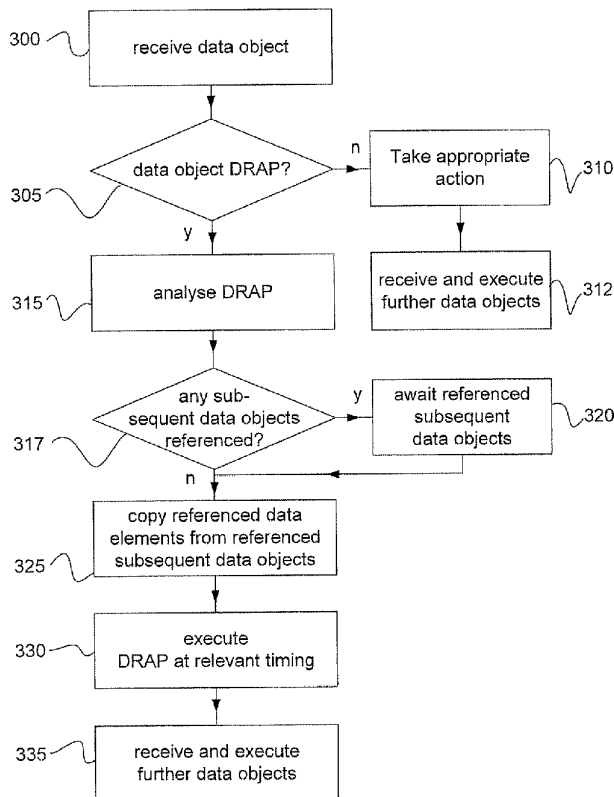 300
receive data object
305
data object DRAP?
n
Take appropriate
action
310
y
315
analyse DRAP
receive and execute
further data objects
312
317
any sub-
sequent data objects
referenced?
y
await referenced
subsequent
data objects
320
n
325
copy referenced data
elements from referenced
subsequent data objects
330
execute
DRAP at relevant timing
335
receive and execute
further data objects